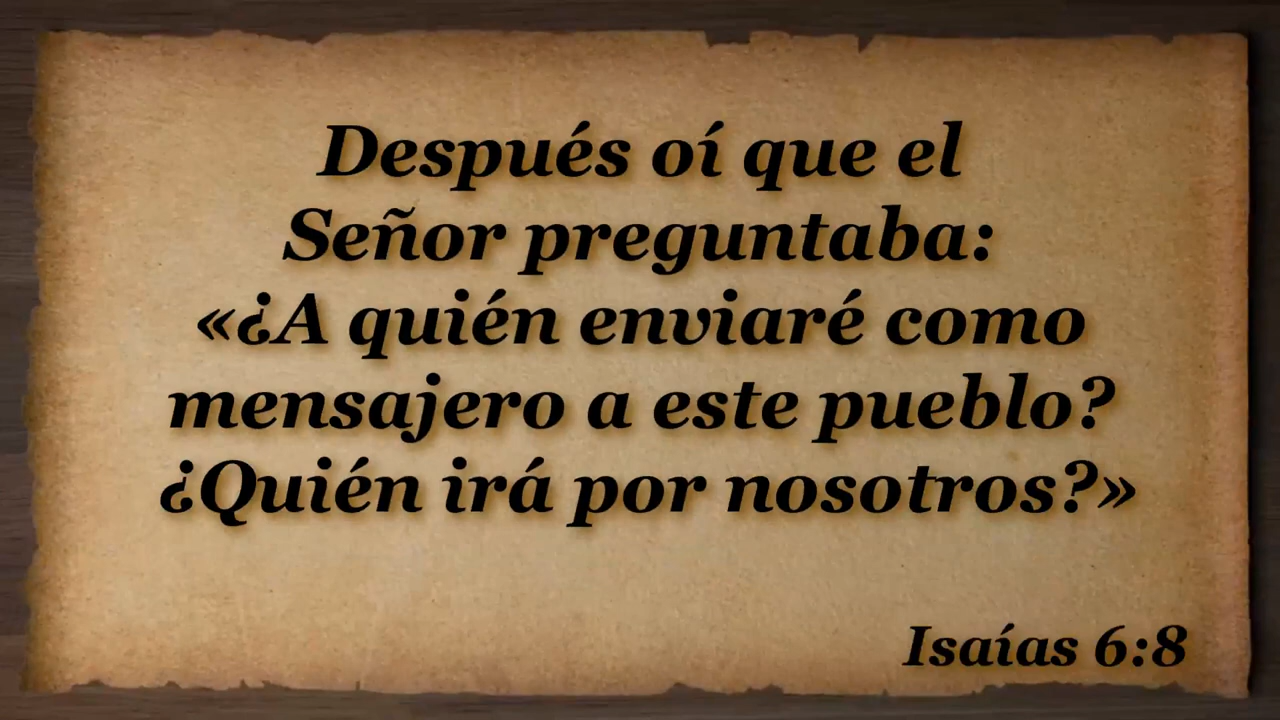 Después oí que el
Señor preguntaba:
«¿A quién enviaré como
mensajero a este pueblo?
¿Quién irá por nosotros?»
Isaías 6:8